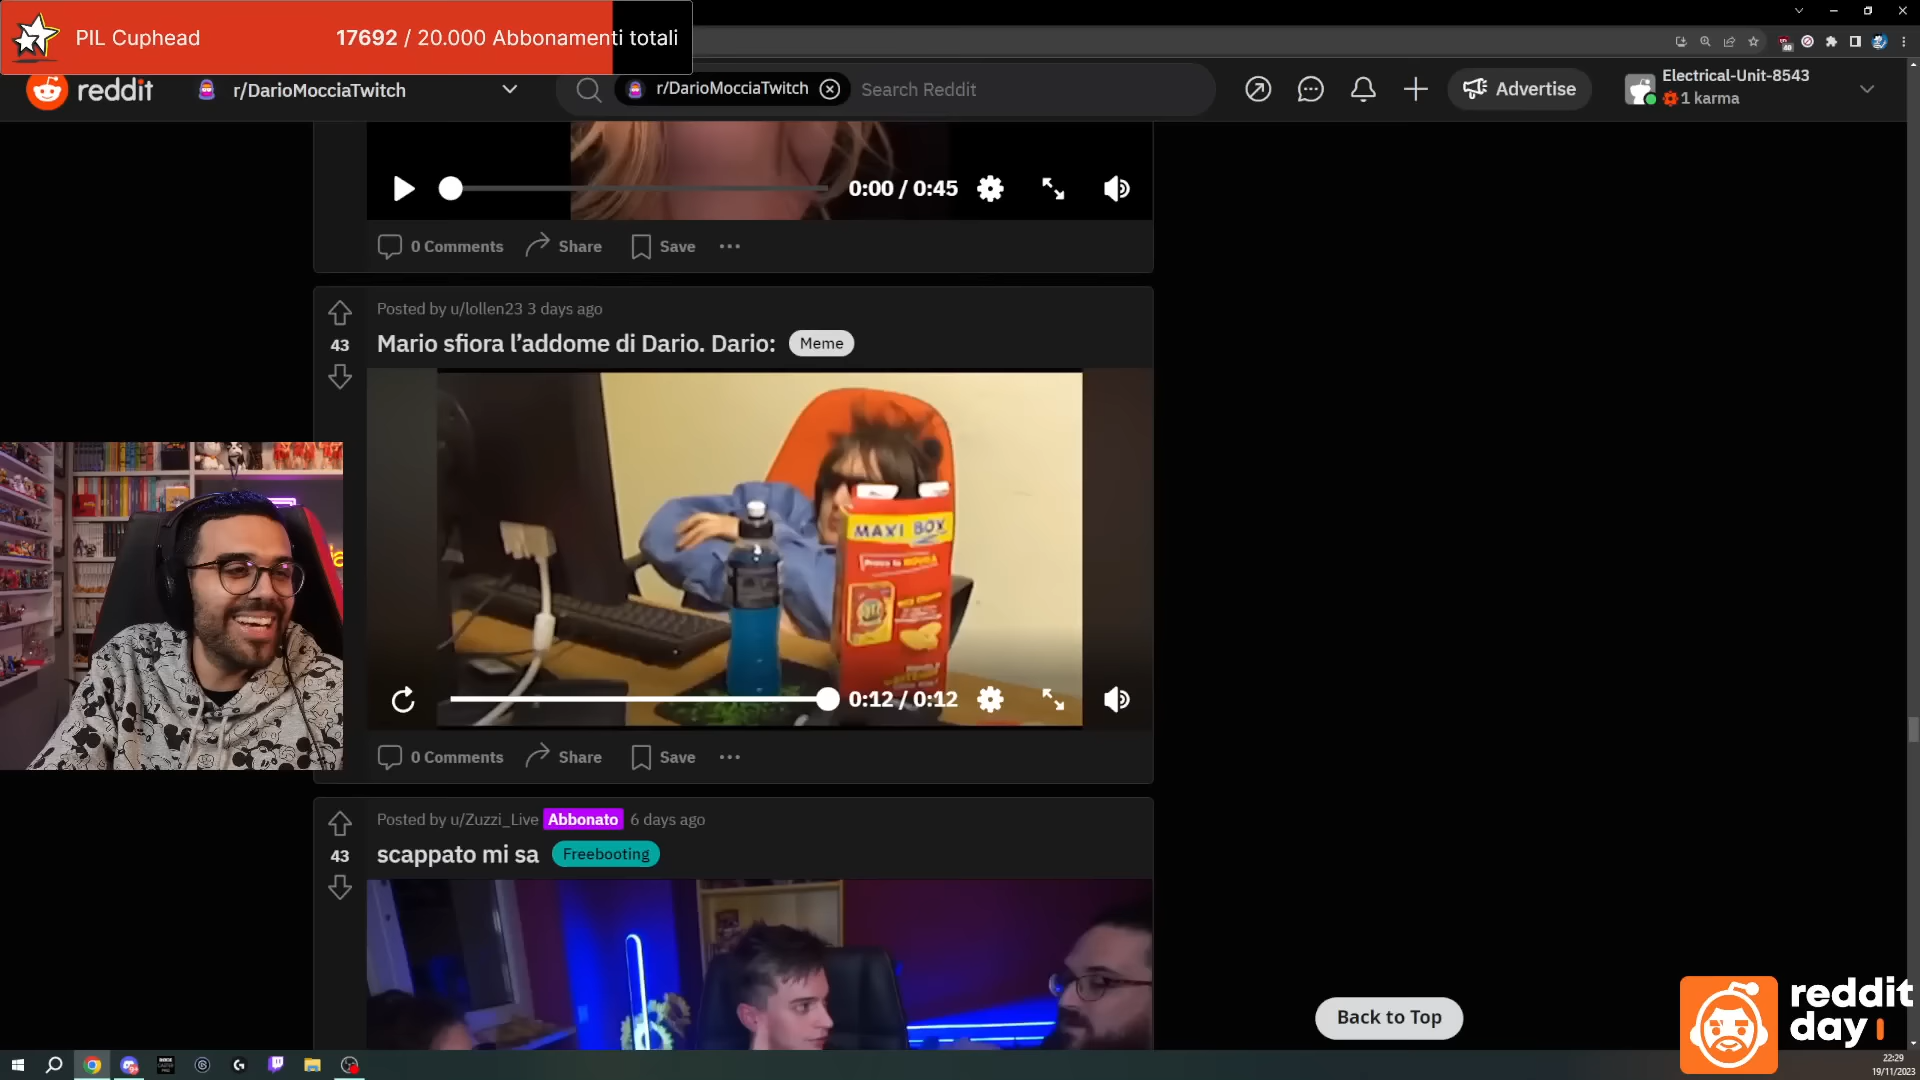 PIL Cuphead
17692 / 20.000 Abbonamenti totali
reddit
r/DarioMocciaTwitch
r/DarioMocciaTwitch
Search Reddit
Advertise
Electrical-Unit-8543
1 karma
0:00 / 0:45
0 Comments
Share
Save
Posted by u/lollen23 3 days ago
43
Mario sfiora l’addome di Dario. Dario:
Meme
MAXI BOX
0:12 / 0:12
0 Comments
Share
Save
Posted by u/Zuzzi_Live Abbonato 6 days ago
43
scappato mi sa
Freebooting
Back to Top
reddit
day
22:29
19/11/2023